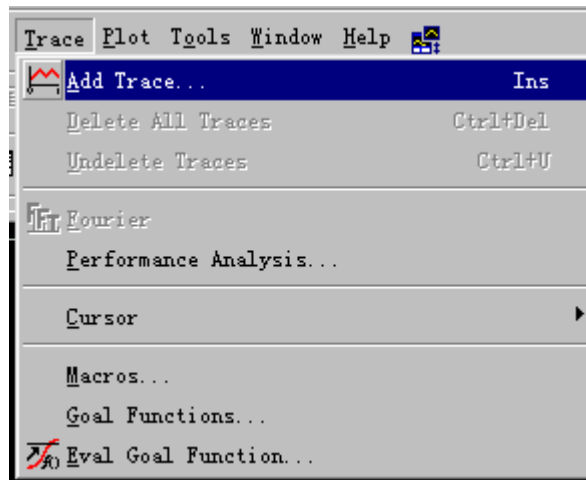 Trace Plot Tools Window Help
Add Trace... Ins
Delete All Traces Ctrl+Del
Undelete Traces Ctrl+U
FFT Fourier
Performance Analysis...
Cursor
Macros...
Goal Functions...
f() Eval Goal Function...